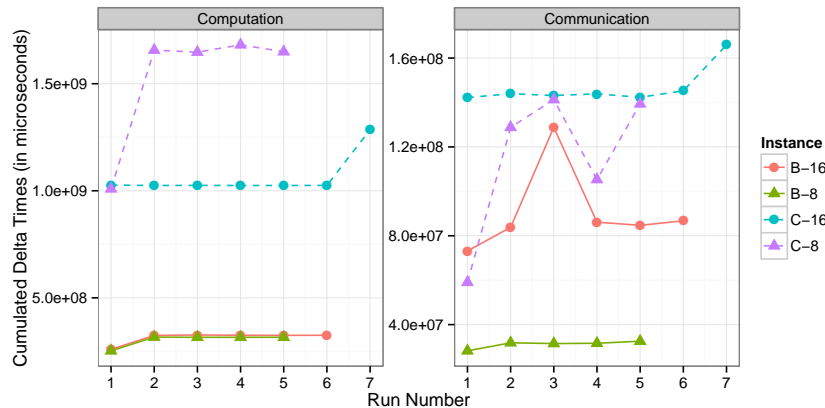 Computation
Communication
Cumulated Delta Times (in microseconds)
1.5e+09
1.0e+09
5.0e+08
1.6e+08
1.2e+08
8.0e+07
4.0e+07
1 2 3 4 5 6 7
1 2 3 4 5 6 7
Run Number
Instance
B−16
B−8
C−16
C−8